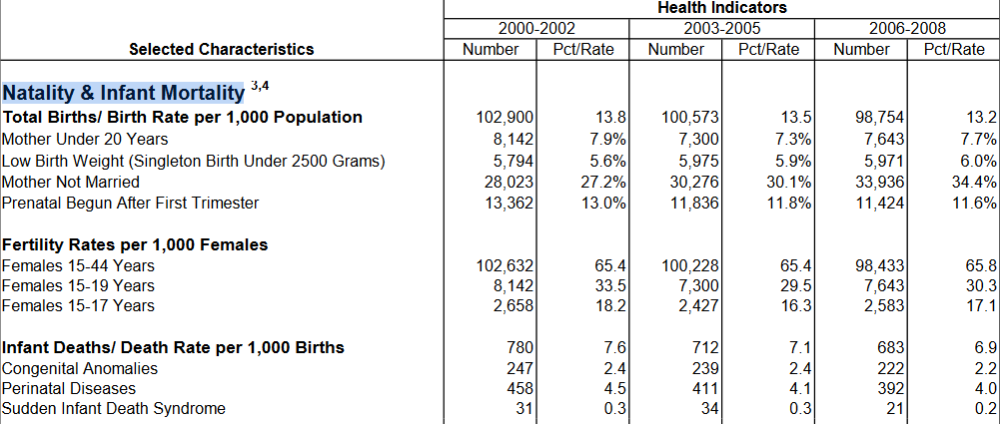 Health Indicators
2000-2002 2003-2005 2006-2008
Selected Characteristics Number Pct/Rate Number Pct/Rate Number Pct/Rate
Natality & Infant Mortality 3,4
Total Births/ Birth Rate per 1,000 Population 102,900 13.8 100,573 13.5 98,754 13.2
Mother Under 20 Years 8,142 7.9% 7,300 7.3% 7,643 7.7%
Low Birth Weight (Singleton Birth Under 2500 Grams) 5,794 5.6% 5,975 5.9% 5,971 6.0%
Mother Not Married 28,023 27.2% 30,276 30.1% 33,936 34.4%
Prenatal Begun After First Trimester 13,362 13.0% 11,836 11.8% 11,424 11.6%
Fertility Rates per 1,000 Females
Females 15-44 Years 102,632 65.4 100,228 65.4 98,433 65.8
Females 15-19 Years 8,142 33.5 7,300 29.5 7,643 30.3
Females 15-17 Years 2,658 18.2 2,427 16.3 2,583 17.1
Infant Deaths/ Death Rate per 1,000 Births 780 7.6 712 7.1 683 6.9
Congenital Anomalies 247 2.4 239 2.4 222 2.2
Perinatal Diseases 458 4.5 411 4.1 392 4.0
Sudden Infant Death Syndrome 31 0.3 34 0.3 21 0.2